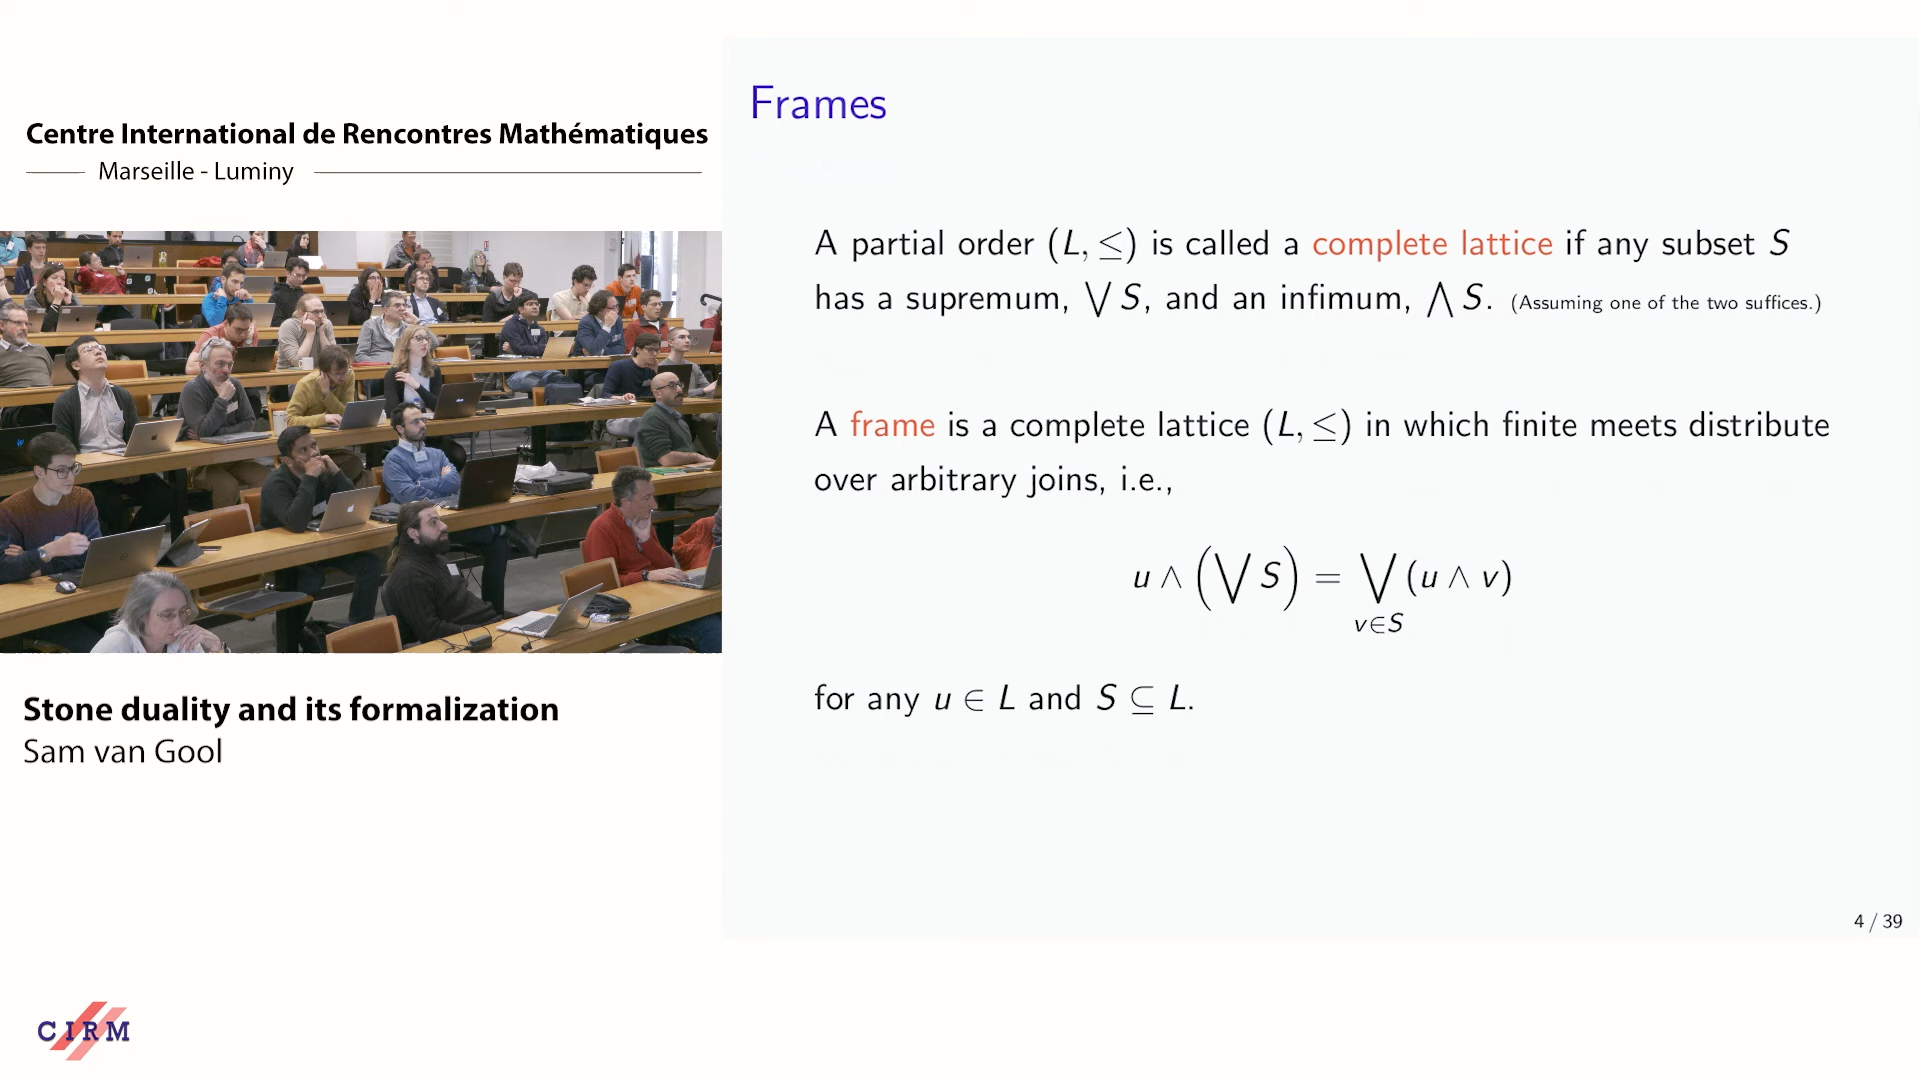 Centre International de Rencontres Mathématiques
Marseille - Luminy
Stone duality and its formalization
Sam van Gool
CIRM
Frames
A partial order (L, ≤) is called a complete lattice if any subset S
has a supremum, ⋁ S, and an infimum, ⋀ S. (Assuming one of the two suffices.)
A frame is a complete lattice (L, ≤) in which finite meets distribute
over arbitrary joins, i.e.,
u ∧ (⋁ S) = ⋁ (u ∧ v)
v∈S
for any u ∈ L and S ⊆ L.
4 / 39